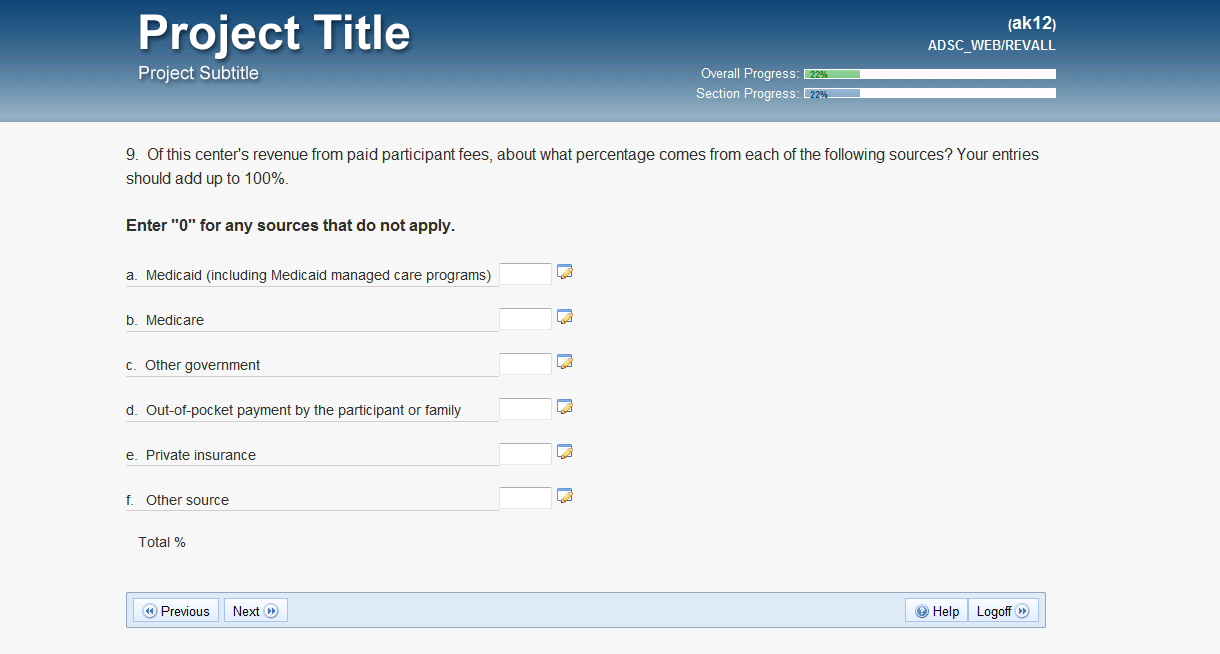 Project Title
(ak12)
ADSC_WEB/REVALL
Project Subtitle
Overall Progress: 22%
Section Progress: 22%
9. Of this center's revenue from paid participant fees, about what percentage comes from each of the following sources? Your entries
should add up to 100%.
Enter "0" for any sources that do not apply.
a. Medicaid (including Medicaid managed care programs)
b. Medicare
c. Other government
d. Out-of-pocket payment by the participant or family
e. Private insurance
f. Other source
Total %
Previous Next Help Logoff